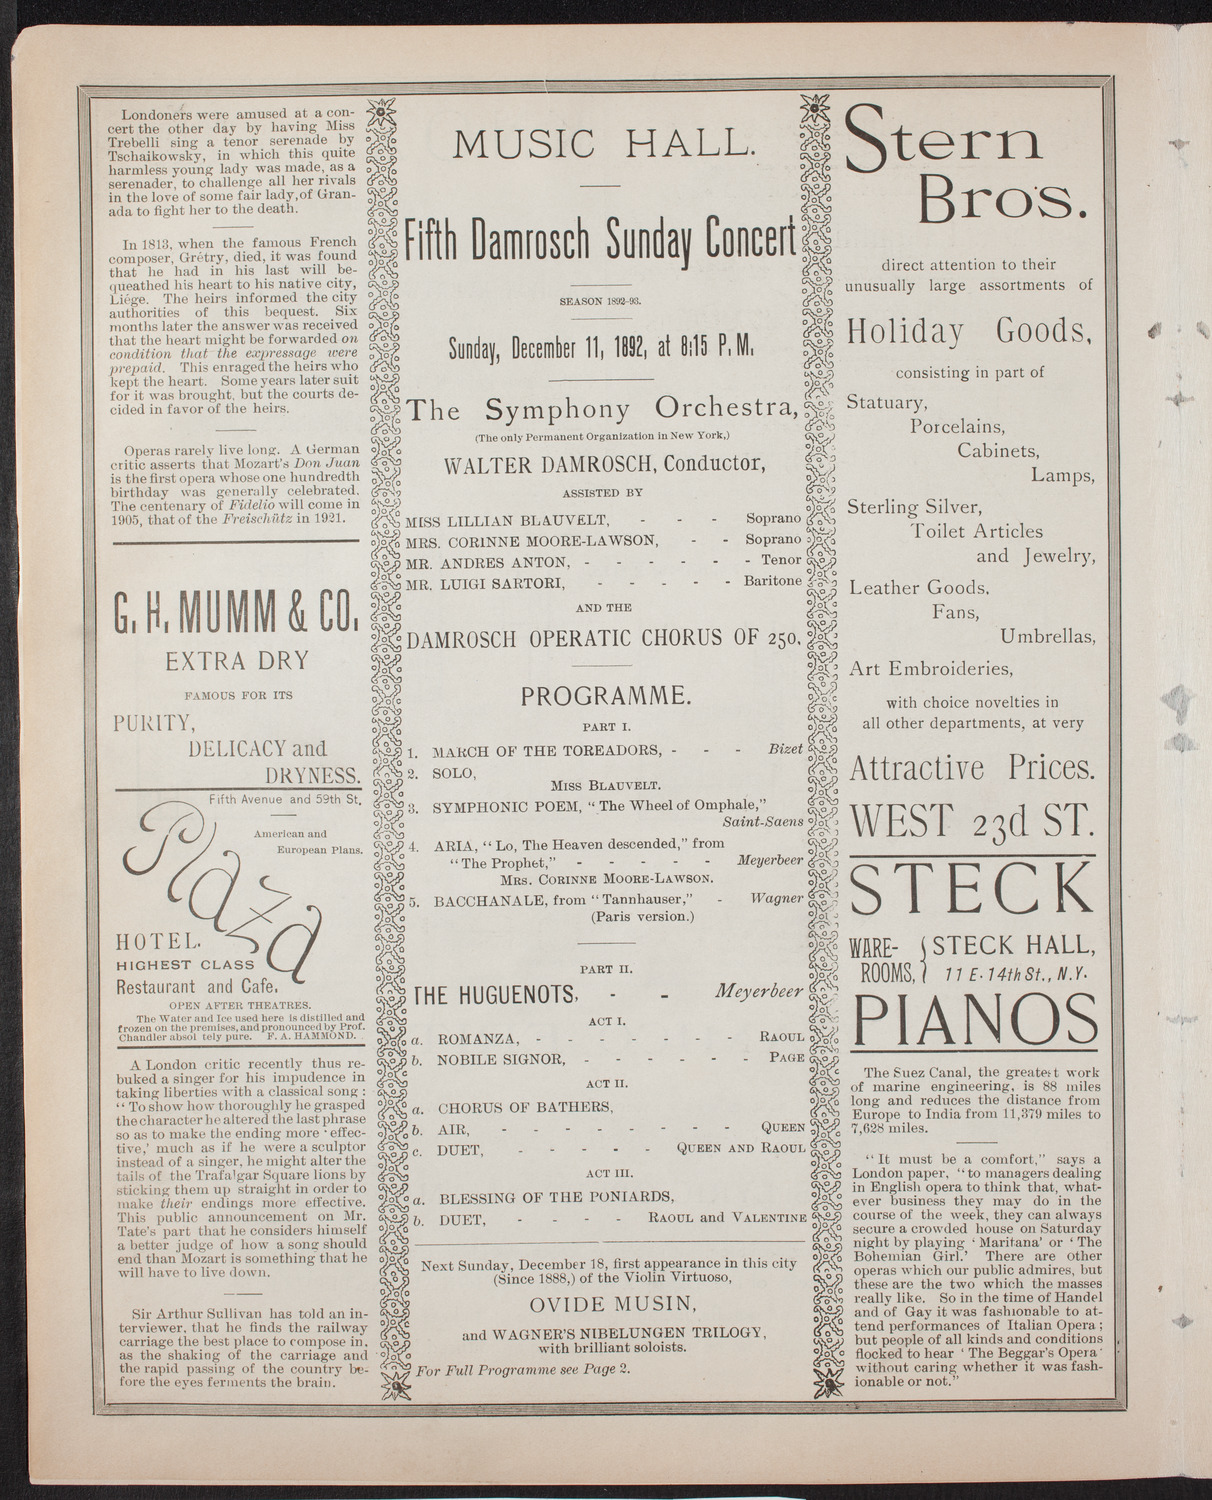 Londoners were amused at a con-
cert the other day by having Miss
Trebelli sing a tenor serenade by
Tschaikowsky, in which this quite
harmless young lady was made, as a
serenader, to challenge all her rivals
in the love of some fair lady,of Gran-
ada to fight her to the death.
In 1813, when the famous French
composer, Grétry, died, it was found
that he had in his last will be-
queathed his heart to his native city,
Liége. The heirs informed the city
authorities of this bequest. Six
months later the answer was received
that the heart might be forwarded on
condition that the expressage were
prepaid. This enraged the heirs who
kept the heart. Some years later suit
for it was brought, but the courts de-
cided in favor of the heirs.
Operas rarely live long. A German
critic asserts that Mozart's Don Juan
is the first opera whose one hundredth
birthday was generally celebrated.
The centenary of Fidelio will come in
1905, that of the Freischütz in 1921.
G. H. MUMM & CO.
EXTRA DRY
FAMOUS FOR ITS
PURITY,
DELICACY and
DRYNESS.
Fifth Avenue and 59th St.
American and
European Plans.
Plaza
HOTEL.
HIGHEST CLASS
Restaurant and Cafe.
OPEN AFTER THEATRES.
The Water and Ice used here is distilled and
frozen on the premises, and pronounced by Prof.
Chandler absol tely pure. F. A. HAMMOND.
A London critic recently thus re-
buked a singer for his impudence in
taking liberties with a classical song :
"To show how thoroughly he grasped
the character he altered the last phrase
so as to make the ending more 'effec-
tive,' much as if he were a sculptor
instead of a singer, he might alter the
tails of the Trafalgar Square lions by
sticking them up straight in order to
make their endings more effective.
This public announcement on Mr.
Tate's part that he considers himself
a better judge of how a song should
end than Mozart is something that he
will have to live down.
Sir Arthur Sullivan has told an in-
terviewer, that he finds the railway
carriage the best place to compose in,
as the shaking of the carriage and
the rapid passing of the country be-
fore the eyes ferments the brain.
MUSIC HALL.
Fifth Damrosch Sunday Concert
SEASON 1892-93.
Sunday, December 11, 1892, at 8:15 P. M.
The Symphony Orchestra,
(The only Permanent Organization in New York,)
WALTER DAMROSCH, Conductor,
ASSISTED BY
MISS LILLIAN BLAUVELT, - - - Soprano
MRS. CORINNE MOORE-LAWSON, - - Soprano
MR. ANDRES ANTON, - - - - - - Tenor
MR. LUIGI SARTORI, - - - - - Baritone
AND THE
DAMROSCH OPERATIC CHORUS OF 250.
PROGRAMME.
PART I.
1. MARCH OF THE TOREADORS, - - - Bizet
2. SOLO,
MISS BLAUVELT.
3. SYMPHONIC POEM, "The Wheel of Omphale,"
Saint-Saens
4. ARIA, "Lo, The Heaven descended," from
"The Prophet," - - - - - Meyerbeer
MRS. CORINNE MOORE-LAWSON.
5. BACCHANALE, from "Tannhauser," - Wagner
(Paris version.)
PART II.
THE HUGUENOTS, - - Meyerbeer
ACT I.
a. ROMANZA, - - - - - - - RAOUL
b. NOBILE SIGNOR, - - - - - - PAGE
ACT II.
a. CHORUS OF BATHERS,
b. AIR, - - - - - - - - QUEEN
c. DUET, - - - - - QUEEN AND RAOUL
ACT III.
a. BLESSING OF THE PONIARDS,
b. DUET, - - - - RAOUL and VALENTINE
Next Sunday, December 18, first appearance in this city
(Since 1888,) of the Violin Virtuoso,
OVIDE MUSIN,
and WAGNER'S NIBELUNGEN TRILOGY,
with brilliant soloists.
For Full Programme see Page 2.
Stern
Bros.
direct attention to their
unusually large assortments of
Holiday Goods,
consisting in part of
Statuary,
Porcelains,
Cabinets,
Lamps,
Sterling Silver,
Toilet Articles
and Jewelry,
Leather Goods,
Fans,
Umbrellas,
Art Embroideries,
with choice novelties in
all other departments, at very
Attractive Prices.
WEST 23d ST.
STECK
WARE-
ROOMS, { STECK HALL,
11 E. 14th St., N.Y.
PIANOS
The Suez Canal, the greatest work
of marine engineering, is 88 miles
long and reduces the distance from
Europe to India from 11,379 miles to
7,628 miles.
"It must be a comfort," says a
London paper, "to managers dealing
in English opera to think that, what-
ever business they may do in the
course of the week, they can always
secure a crowded house on Saturday
night by playing 'Maritana' or 'The
Bohemian Girl.' There are other
operas which our public admires, but
these are the two which the masses
really like. So in the time of Handel
and of Gay it was fashionable to at-
tend performances of Italian Opera ;
but people of all kinds and conditions
flocked to hear 'The Beggar's Opera'
without caring whether it was fash-
ionable or not."